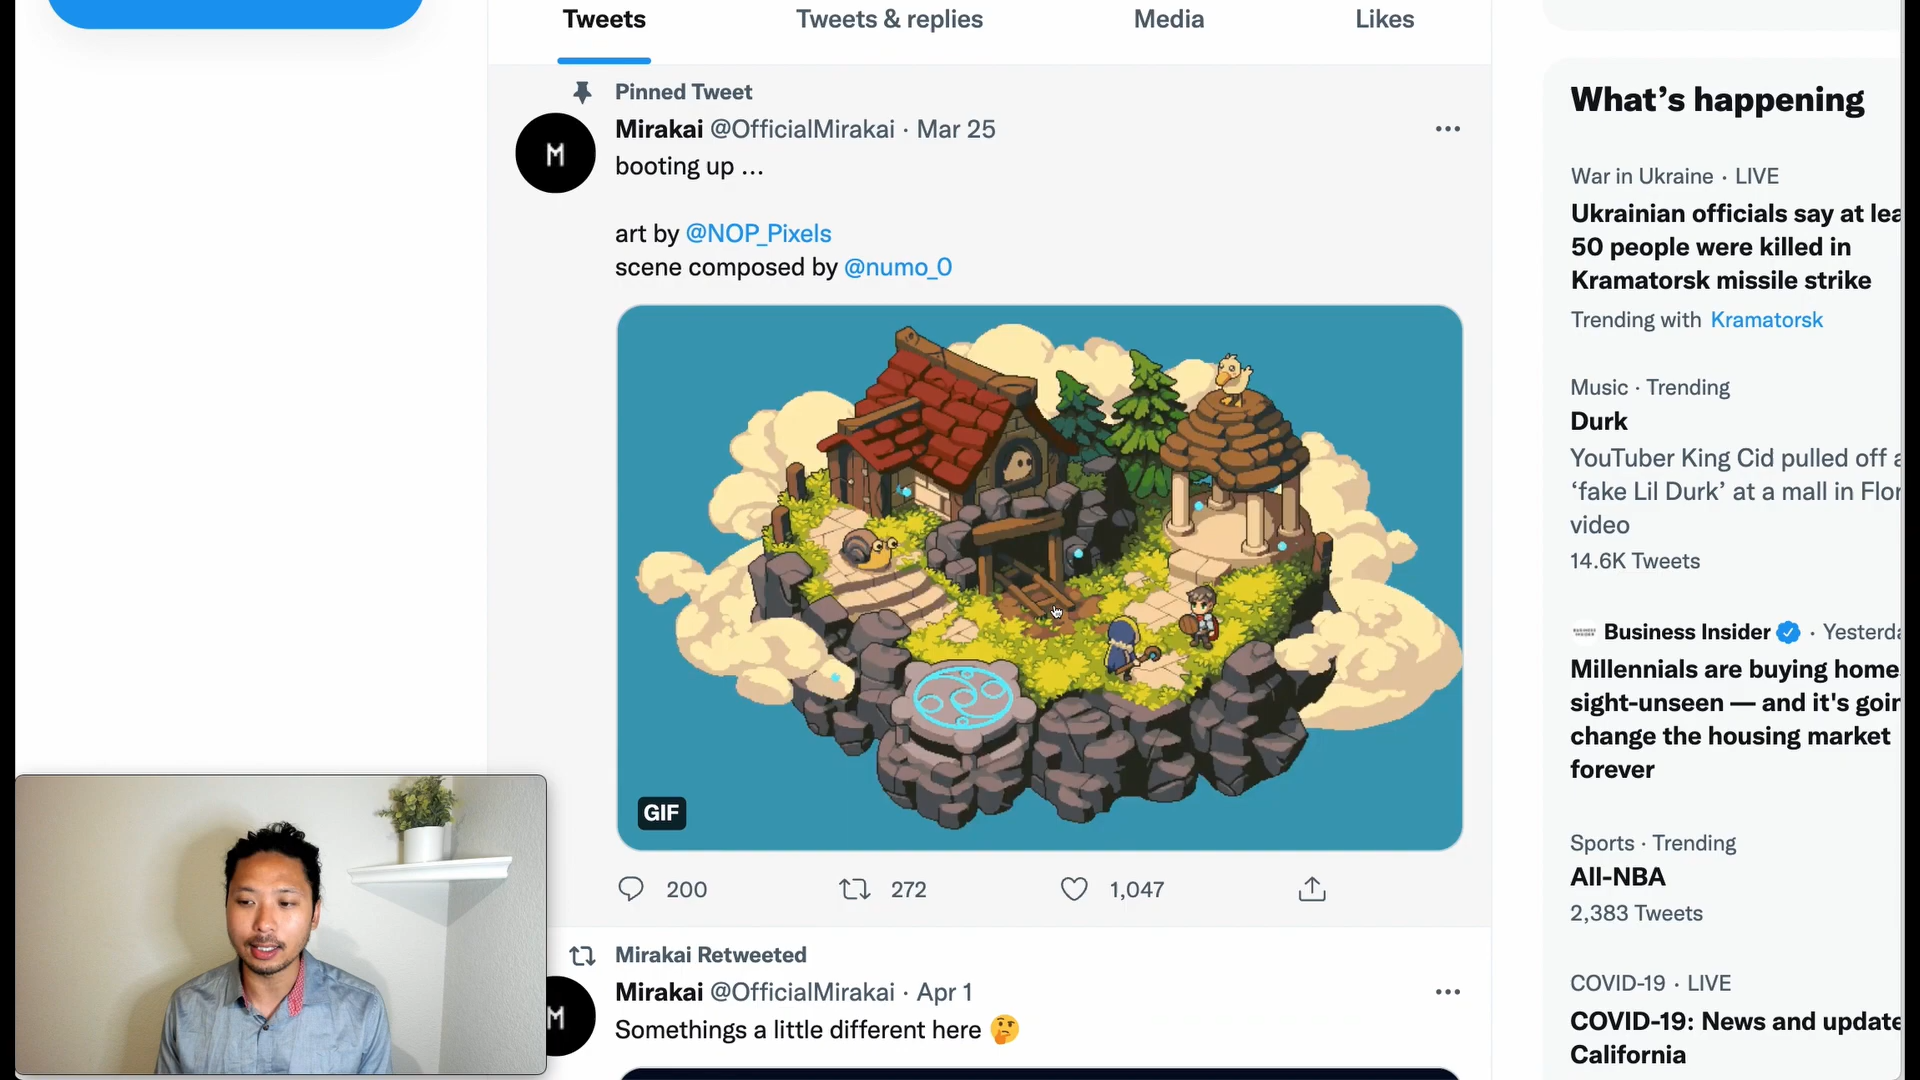 Tweets
Tweets & replies
Media
Likes
Pinned Tweet
M
Mirakai @OfficialMirakai · Mar 25
booting up ...
art by @NOP_Pixels
scene composed by @numo_0
GIF
200
272
1,047
Mirakai Retweeted
M
Mirakai @OfficialMirakai · Apr 1
Somethings a little different here 🤔
What's happening
War in Ukraine · LIVE
Ukrainian officials say at lea
50 people were killed in
Kramatorsk missile strike
Trending with Kramatorsk
Music · Trending
Durk
YouTuber King Cid pulled off a
'fake Lil Durk' at a mall in Flor
video
14.6K Tweets
Business Insider · Yesterda
Millennials are buying home
sight-unseen — and it's goin
change the housing market
forever
Sports · Trending
All-NBA
2,383 Tweets
COVID-19 · LIVE
COVID-19: News and update
California